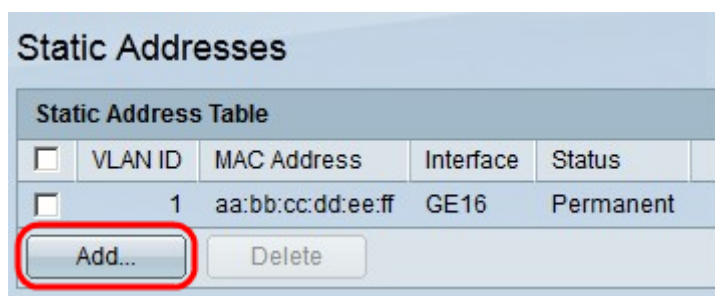 Static Addresses
Static Address Table
VLAN ID MAC Address Interface Status
1 aa:bb:cc:dd:ee:ff GE16 Permanent
Add... Delete